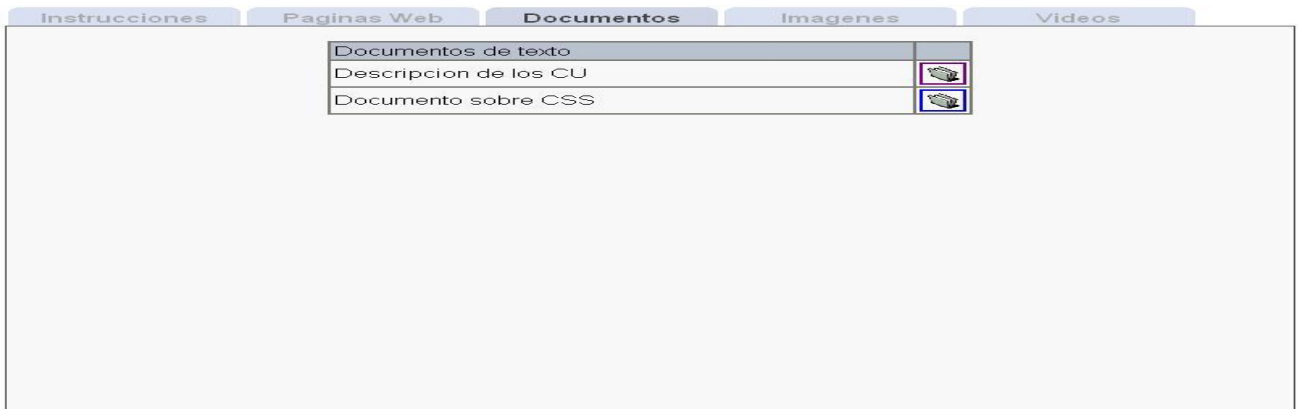 Instrucciones Paginas Web Documentos Imagenes Videos
Documentos de texto
Descripcion de los CU
Documento sobre CSS